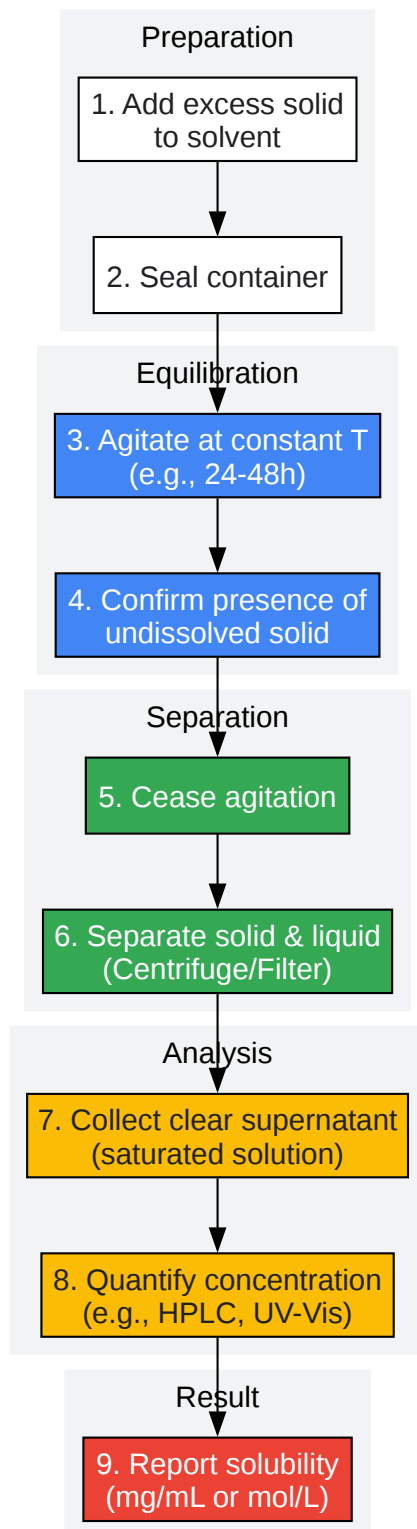 Preparation
1. Add excess solid
to solvent
2. Seal container
Equilibration
3. Agitate at constant T
(e.g., 24-48h)
4. Confirm presence of
undissolved solid
Separation
5. Cease agitation
6. Separate solid & liquid
(Centrifuge/Filter)
Analysis
7. Collect clear supernatant
(saturated solution)
8. Quantify concentration
(e.g., HPLC, UV-Vis)
Result
9. Report solubility
(mg/mL or mol/L)